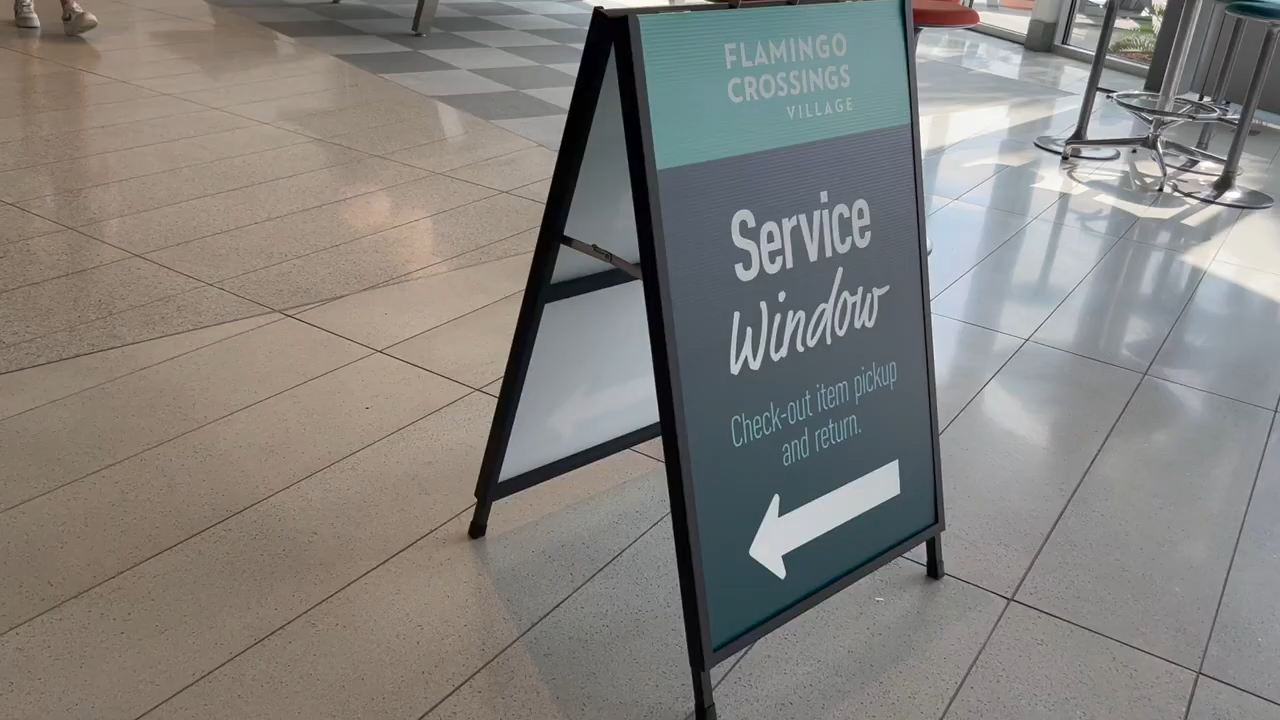 FLAMINGO
CROSSINGS
VILLAGE
Service
Window
Check-out item pickup
and return.